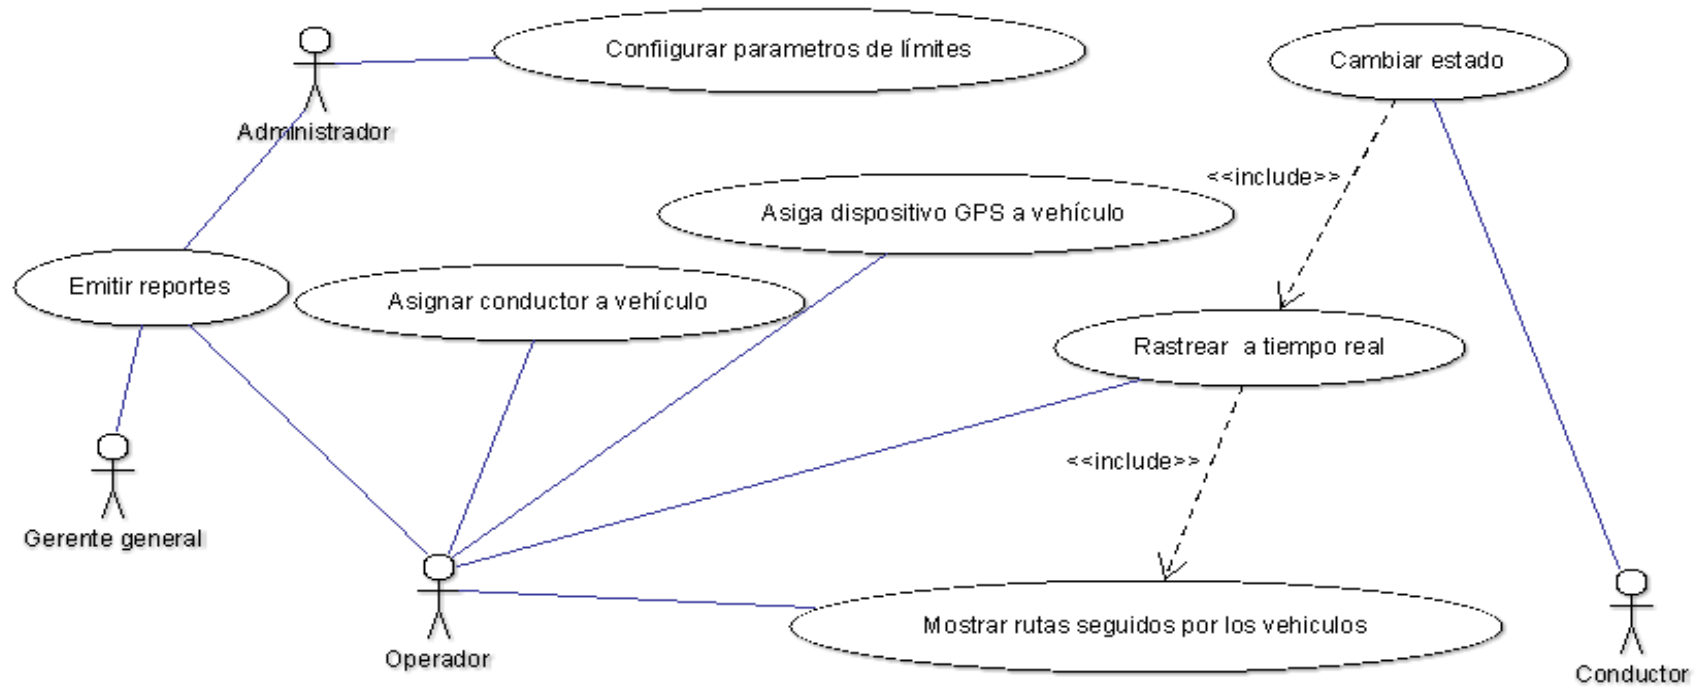 Confiigurar parametros de límites
Cambiar estado
Administrador
<<include>>
Asiga dispositivo GPS a vehículo
Emitir reportes
Asignar conductor a vehículo
Rastrear a tiempo real
<<include>>
Gerente general
Mostrar rutas seguidos por los vehiculos
Operador
Conductor